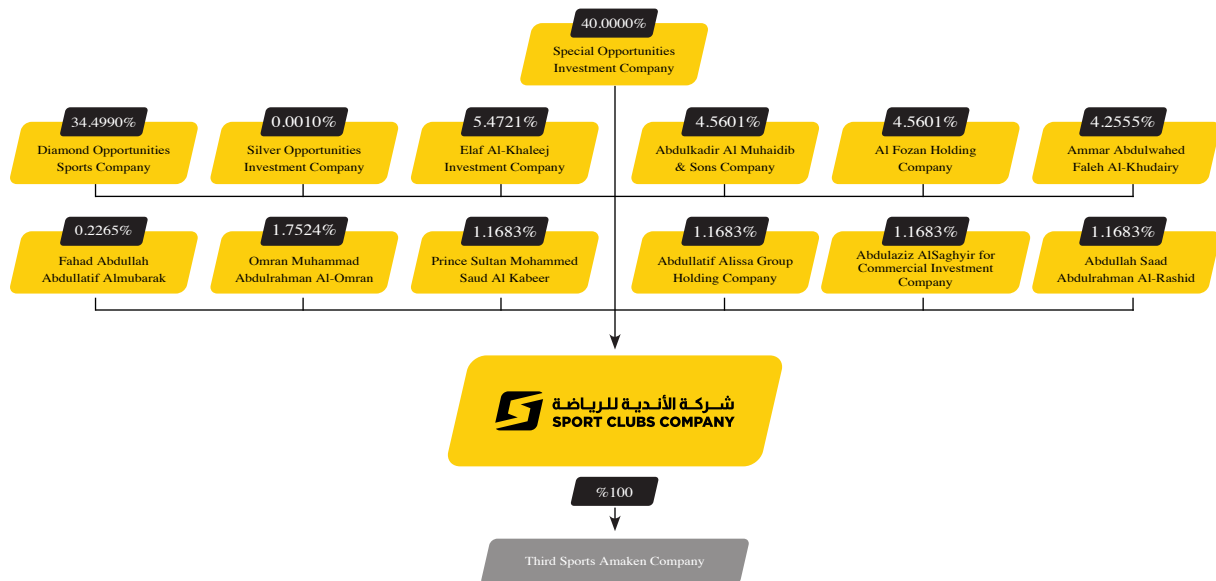 40.0000%
Special Opportunities
Investment Company
34.4990%
Diamond Opportunities
Sports Company
0.0010%
Silver Opportunities
Investment Company
5.4721%
Elaf Al-Khaleej
Investment Company
4.5601%
Abdulkadir Al Muhaidib
& Sons Company
4.5601%
Al Fozan Holding
Company
4.2555%
Ammar Abdulwahed
Faleh Al-Khudairy
0.2265%
Fahad Abdullah
Abdullatif Almubarak
1.7524%
Omran Muhammad
Abdulrahman Al-Omran
1.1683%
Prince Sultan Mohammed
Saud Al Kabeer
1.1683%
Abdullatif Alissa Group
Holding Company
1.1683%
Abdulaziz AlSaghyir for
Commercial Investment
Company
1.1683%
Abdullah Saad
Abdulrahman Al-Rashid
شركة الأندية للرياضة
SPORT CLUBS COMPANY
%100
Third Sports Amaken Company